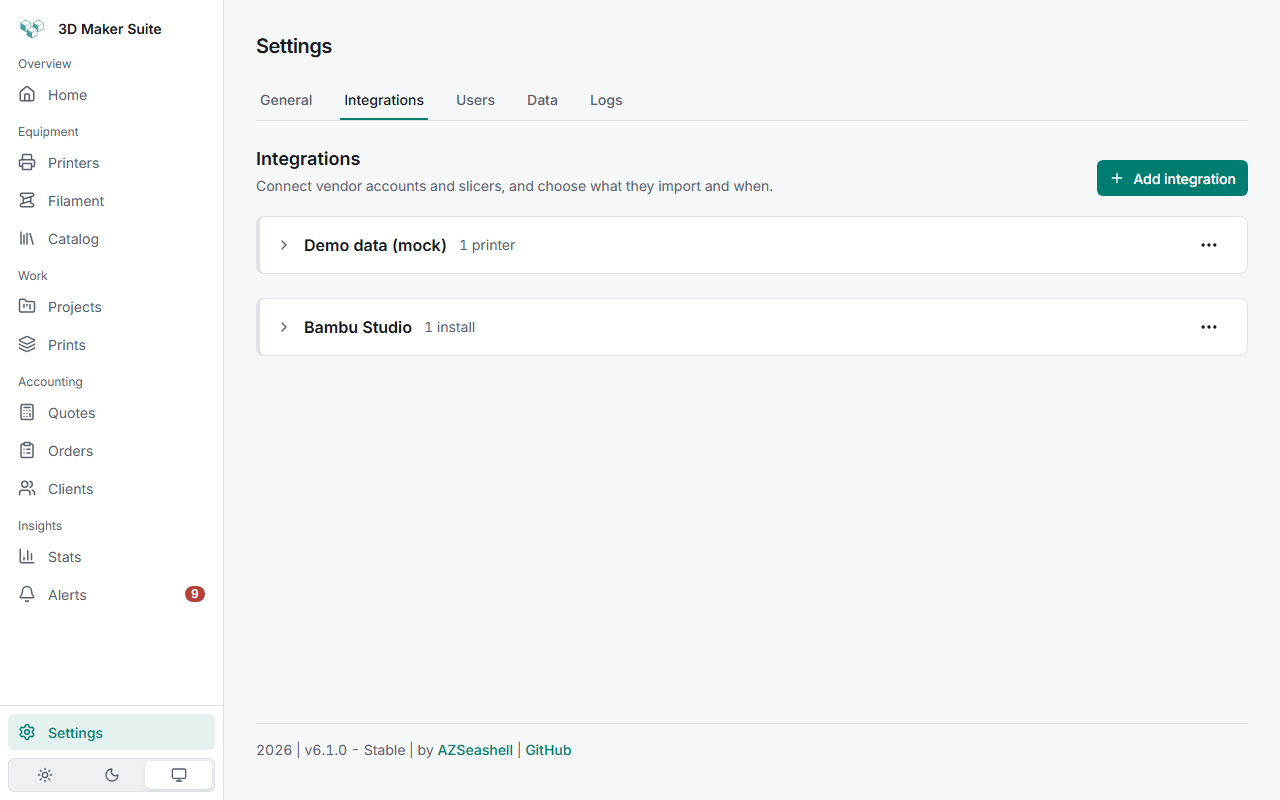 3D Maker Suite
Overview
Home
Equipment
Printers
Filament
Catalog
Work
Projects
Prints
Accounting
Quotes
Orders
Clients
Insights
Stats
Alerts 9
Settings
Settings
General Integrations Users Data Logs
Integrations
Connect vendor accounts and slicers, and choose what they import and when.
+ Add integration
Demo data (mock) 1 printer
Bambu Studio 1 install
2026 | v6.1.0 - Stable | by AZSeashell | GitHub